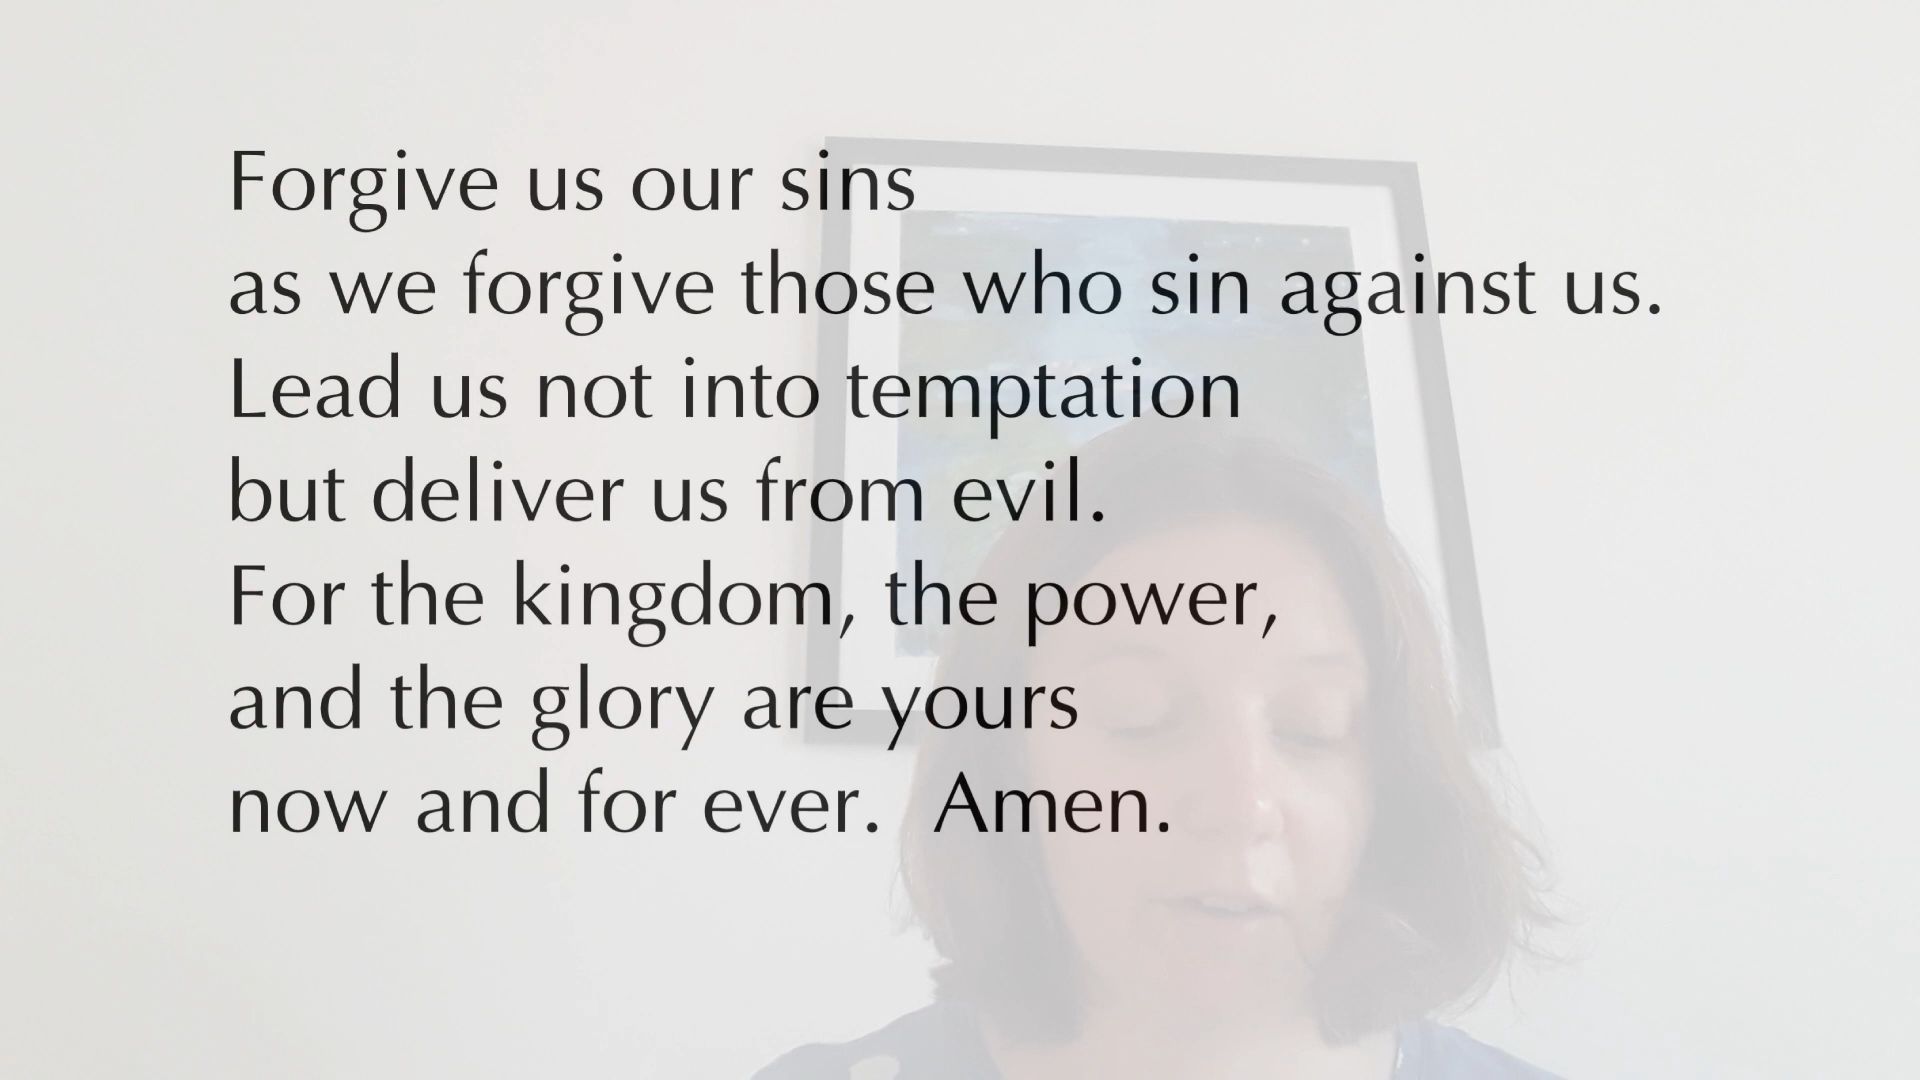 Forgive us our sins
as we forgive those who sin against us.
Lead us not into temptation
but deliver us from evil.
For the kingdom, the power,
and the glory are yours
now and for ever.  Amen.